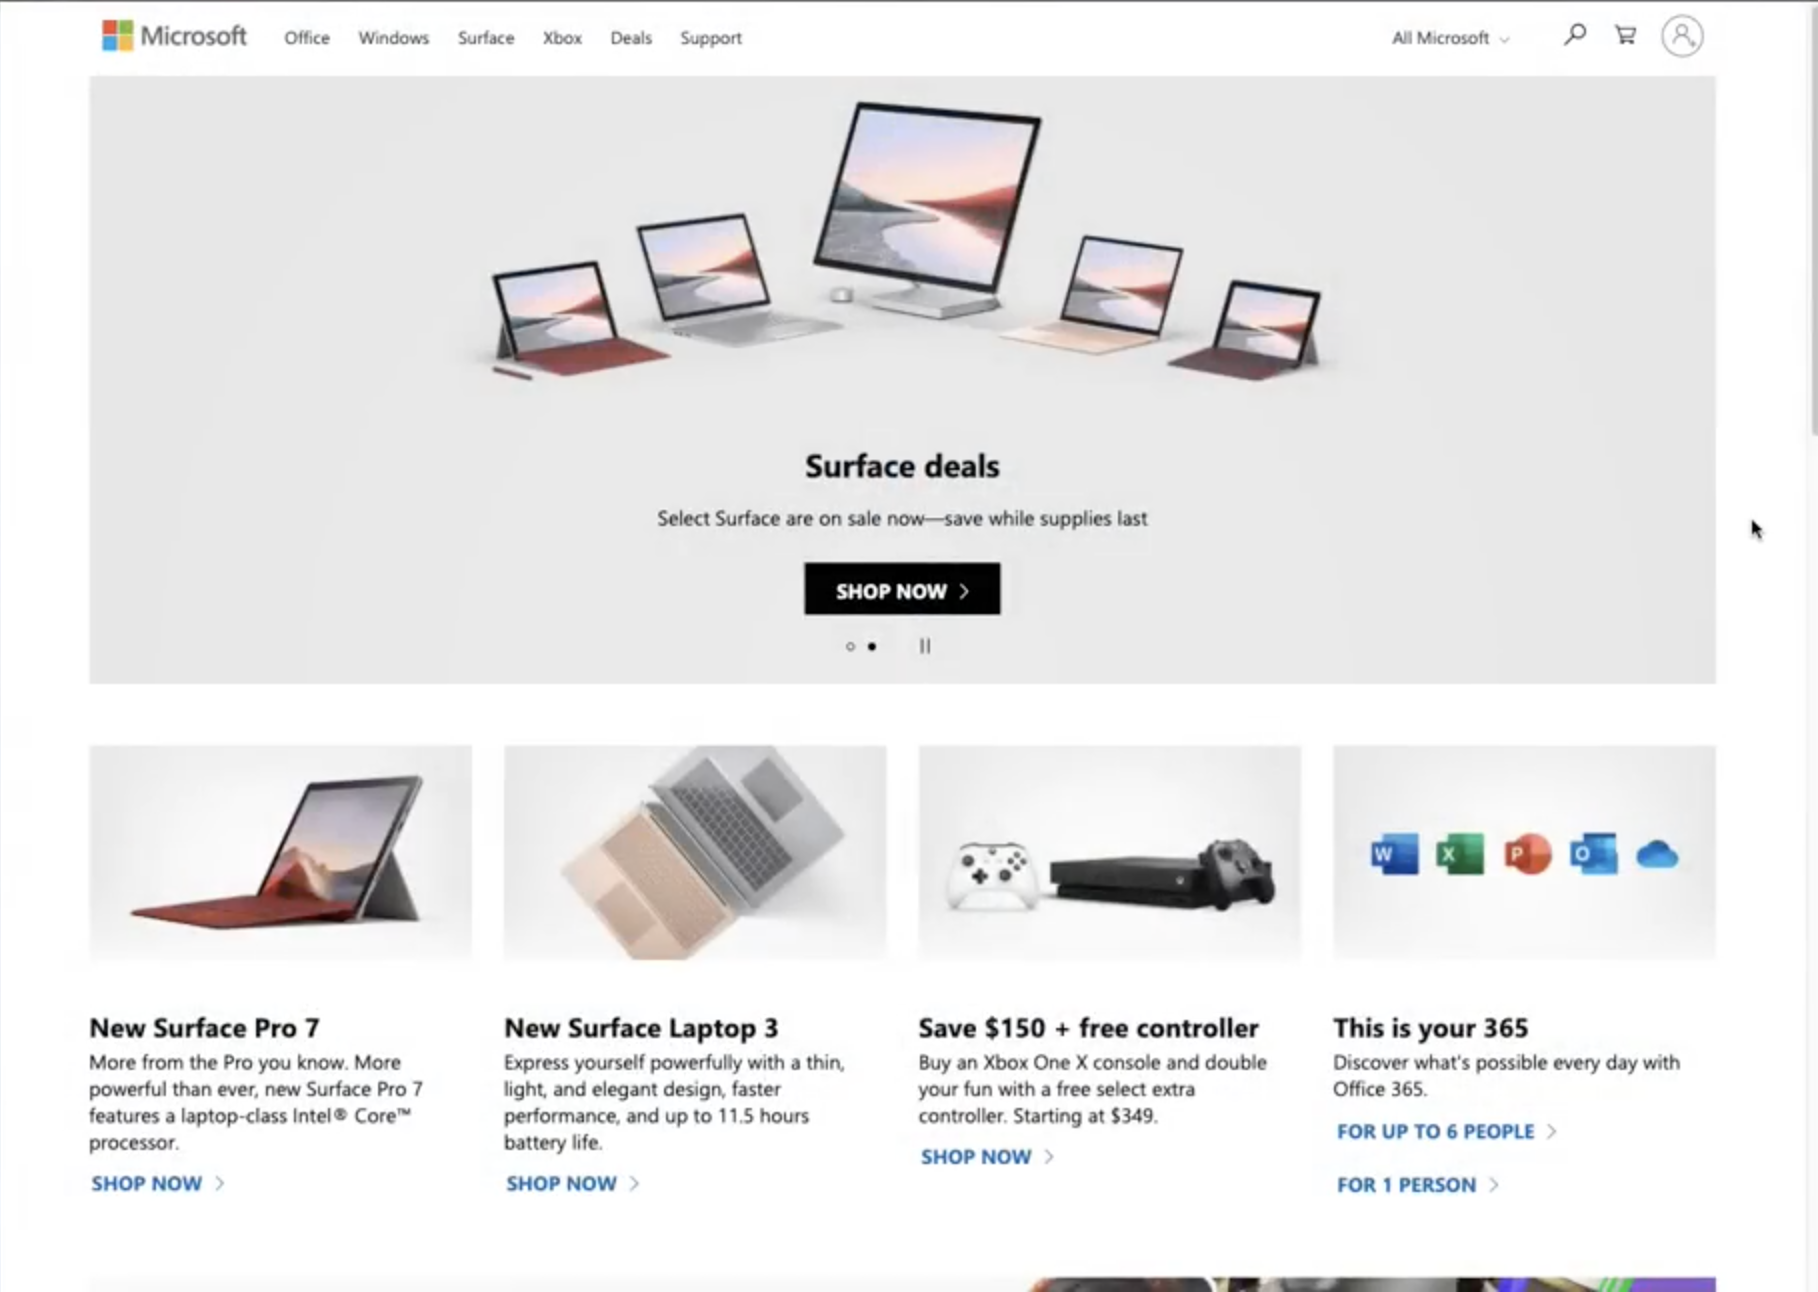 Microsoft
Office Windows Surface Xbox Deals Support
All Microsoft
Surface deals
Select Surface are on sale now—save while supplies last
SHOP NOW
New Surface Pro 7
More from the Pro you know. More
powerful than ever, new Surface Pro 7
features a laptop-class Intel® Core™
processor.
SHOP NOW
New Surface Laptop 3
Express yourself powerfully with a thin,
light, and elegant design, faster
performance, and up to 11.5 hours
battery life.
SHOP NOW
Save $150 + free controller
Buy an Xbox One X console and double
your fun with a free select extra
controller. Starting at $349.
SHOP NOW
W X P O
This is your 365
Discover what's possible every day with
Office 365.
FOR UP TO 6 PEOPLE
FOR 1 PERSON